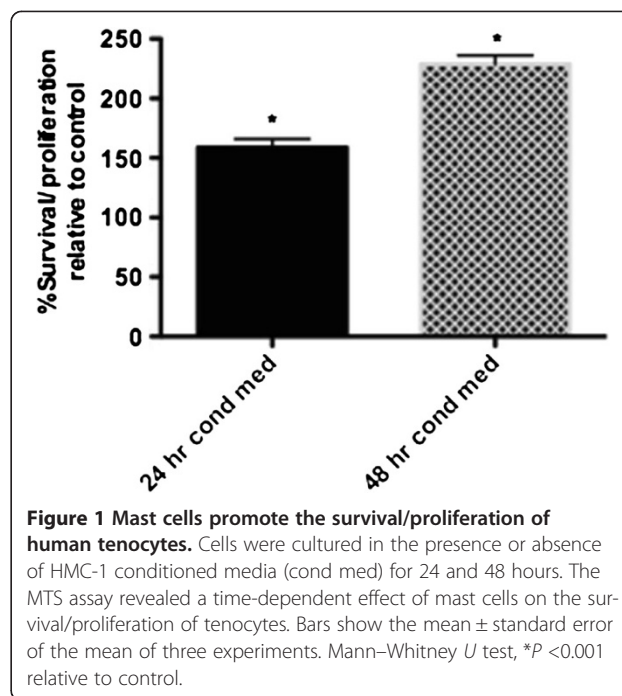 250
200
150
100
50
0
%Survival/proliferation
relative to control
*
*
24 hr cond med
48 hr cond med
Figure 1 Mast cells promote the survival/proliferation of
human tenocytes. Cells were cultured in the presence or absence
of HMC-1 conditioned media (cond med) for 24 and 48 hours. The
MTS assay revealed a time-dependent effect of mast cells on the sur-
vival/proliferation of tenocytes. Bars show the mean ± standard error
of the mean of three experiments. Mann–Whitney U test, *P <0.001
relative to control.